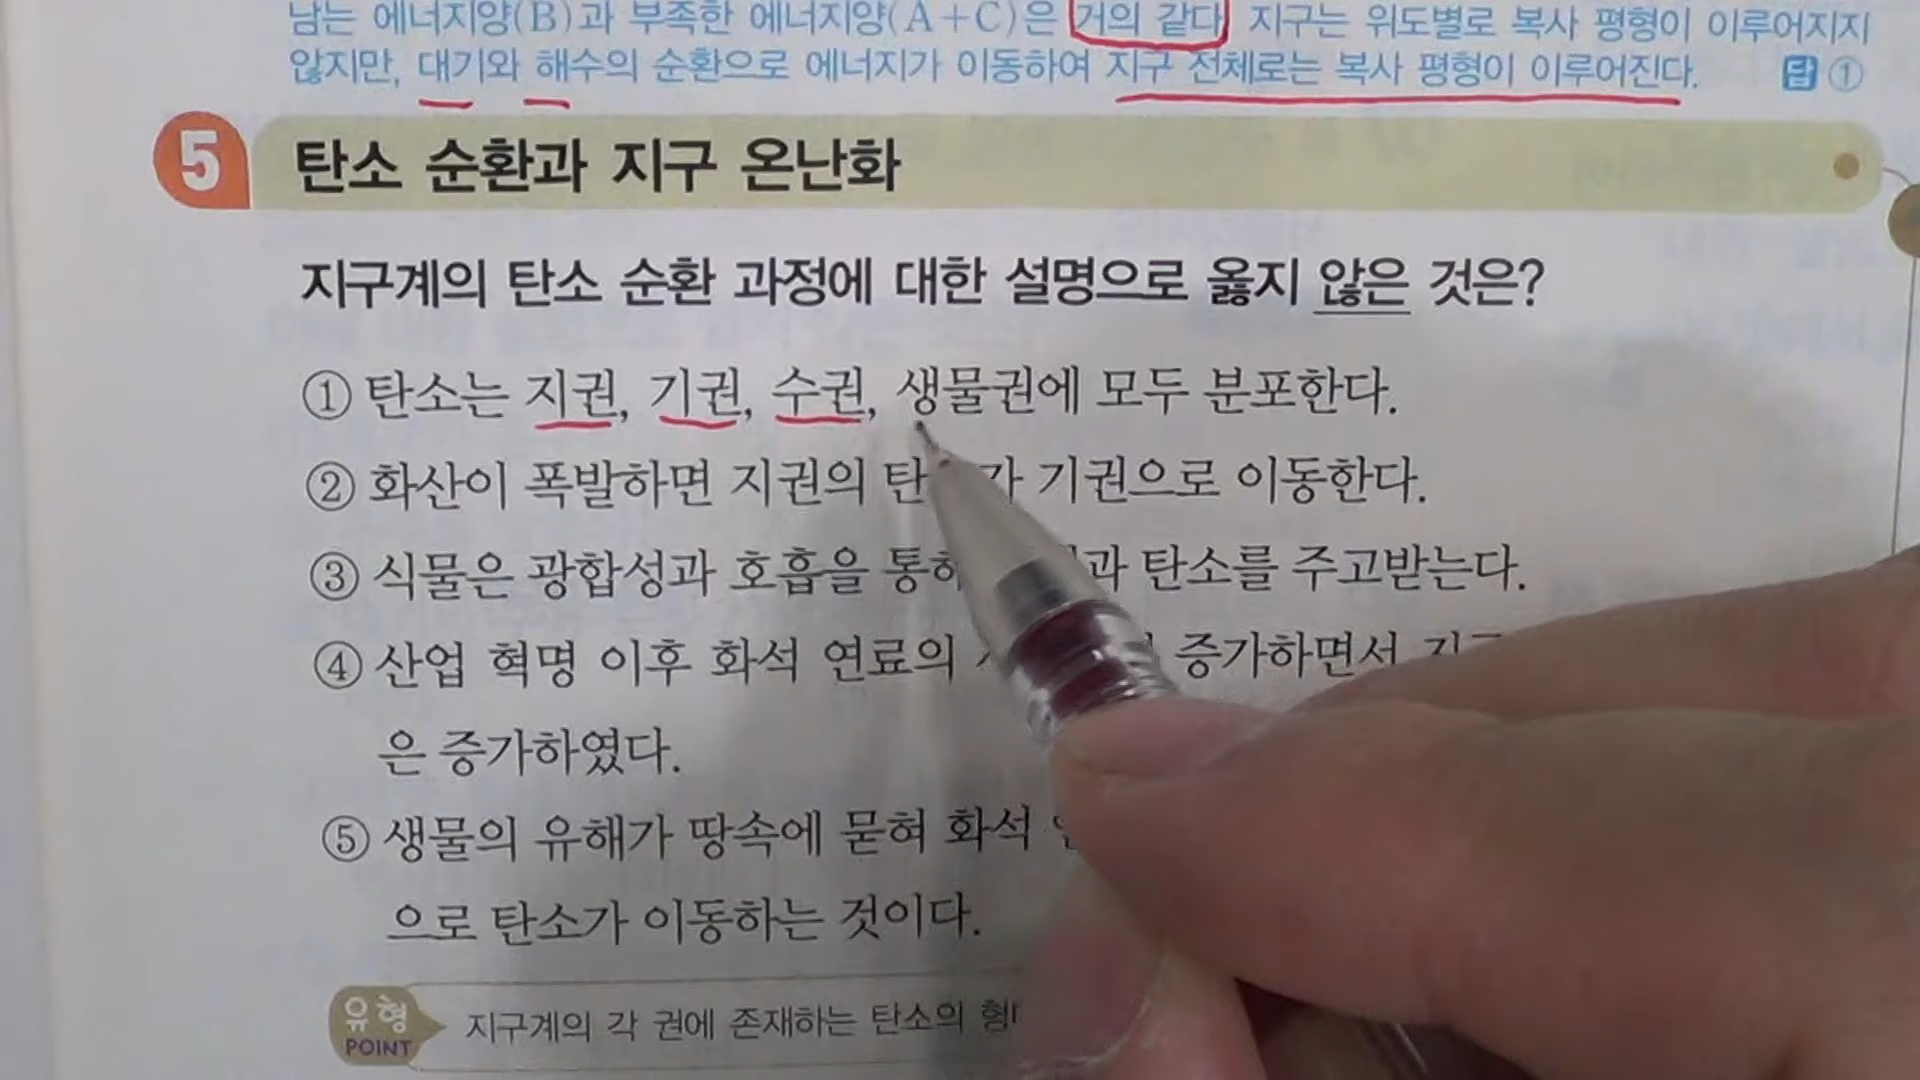 남는 에너지양(B)과 부족한 에너지양(A+C)은 거의 같다. 지구는 위도별로 복사 평형이 이루어지지
않지만, 대기와 해수의 순환으로 에너지가 이동하여 지구 전체로는 복사 평형이 이루어진다. 답 ①
5 탄소 순환과 지구 온난화
지구계의 탄소 순환 과정에 대한 설명으로 옳지 않은 것은?
① 탄소는 지권, 기권, 수권, 생물권에 모두 분포한다.
② 화산이 폭발하면 지권의 기권으로 이동한다.
③ 식물은 광합성과 호흡을 탄소를 주고받는다.
④ 산업 혁명 이후 화석 연료의 증가하면서
은 증가하였다.
⑤ 생물의 유해가 땅속에 묻혀 화석
으로 탄소가 이동하는 것이다.
유형 POINT 지구계의 각 권에 존재하는 탄소의